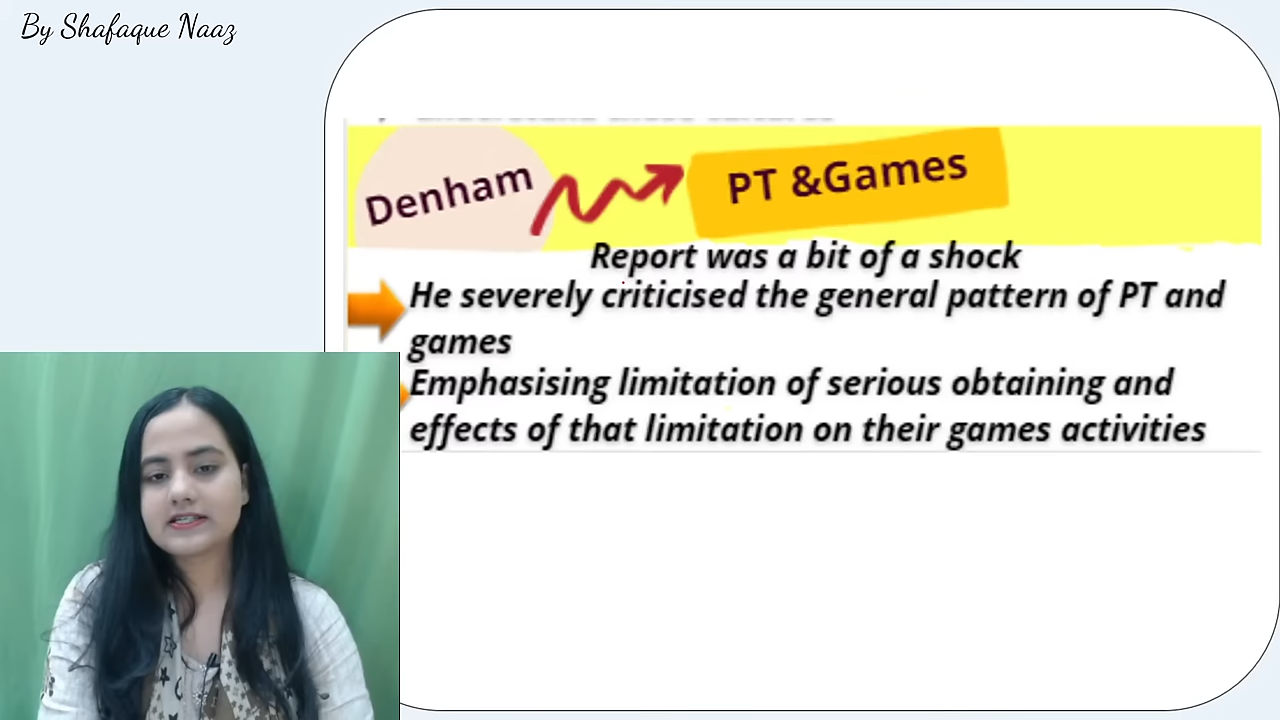 By Shafaque Naaz
Denham
PT &Games
Report was a bit of a shock
He severely criticised the general pattern of PT and
games
Emphasising limitation of serious obtaining and
effects of that limitation on their games activities